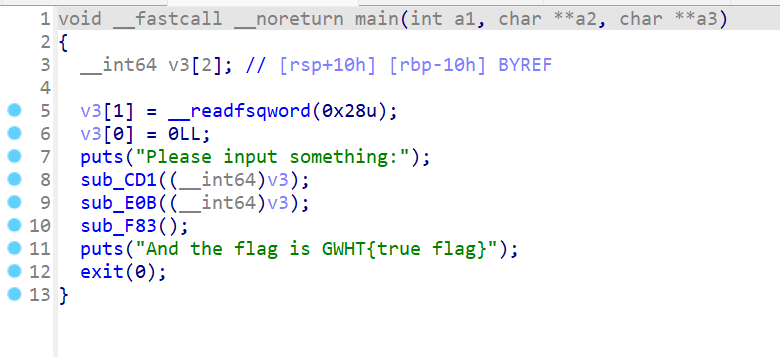 1 void __fastcall __noreturn main(int a1, char **a2, char **a3)
2 {
3   __int64 v3[2]; // [rsp+10h] [rbp-10h] BYREF
4
5   v3[1] = __readfsqword(0x28u);
6   v3[0] = 0LL;
7   puts("Please input something:");
8   sub_CD1((__int64)v3);
9   sub_E0B((__int64)v3);
10   sub_F83();
11   puts("And the flag is GWHT{true flag}");
12   exit(0);
13 }